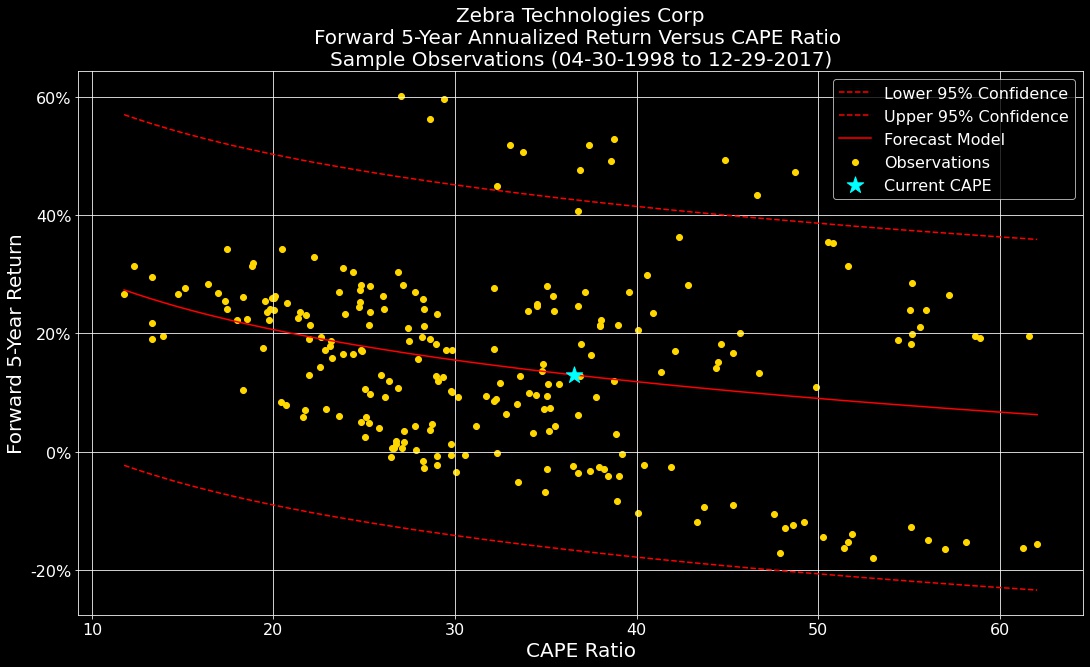 Zebra Technologies Corp
Forward 5-Year Annualized Return Versus CAPE Ratio
Sample Observations (04-30-1998 to 12-29-2017)
Lower 95% Confidence
Upper 95% Confidence
Forecast Model
Observations
Current CAPE
Forward 5-Year Return
60%
40%
20%
0%
-20%
10 20 30 40 50 60
CAPE Ratio